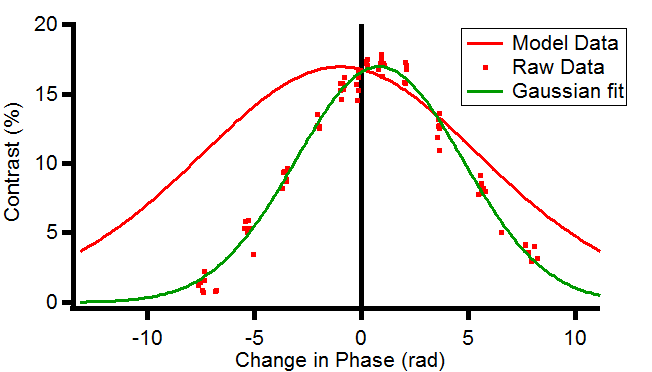 20
15
10
5
0
Contrast (%)
Model Data
Raw Data
Gaussian fit
-10 -5 0 5 10
Change in Phase (rad)